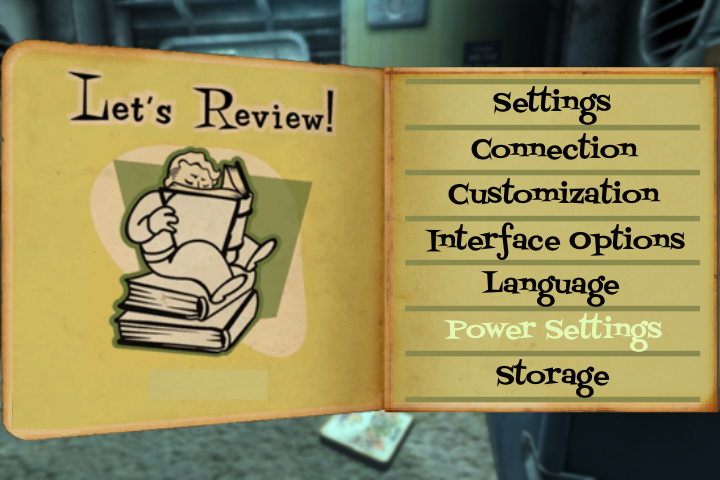 Let's Review!
Settings
Connection
Customization
Interface Options
Language
Power Settings
Storage